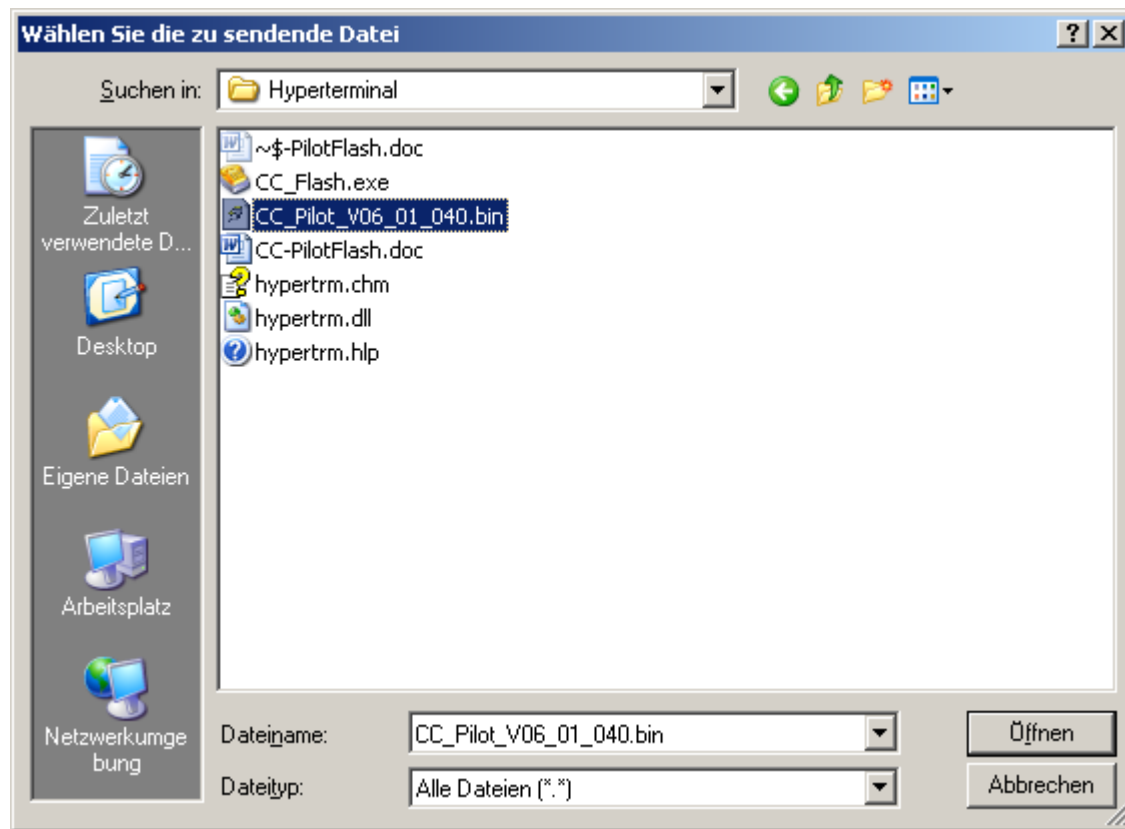 Wählen Sie die zu sendende Datei
Suchen in: Hyperterminal
~$-PilotFlash.doc
CC_Flash.exe
CC_Pilot_V06_01_040.bin
CC-PilotFlash.doc
hypertrm.chm
hypertrm.dll
hypertrm.hlp
Zuletzt
verwendete D...
Desktop
Eigene Dateien
Arbeitsplatz
Netzwerkumge
bung
Dateiname: CC_Pilot_V06_01_040.bin Öffnen
Dateityp: Alle Dateien (*.*) Abbrechen